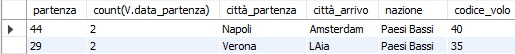 partenza count(V.data_partenza) città_partenza città_arrivo nazione codice_volo
44 2 Napoli Amsterdam Paesi Bassi 40
29 2 Verona LAia Paesi Bassi 35